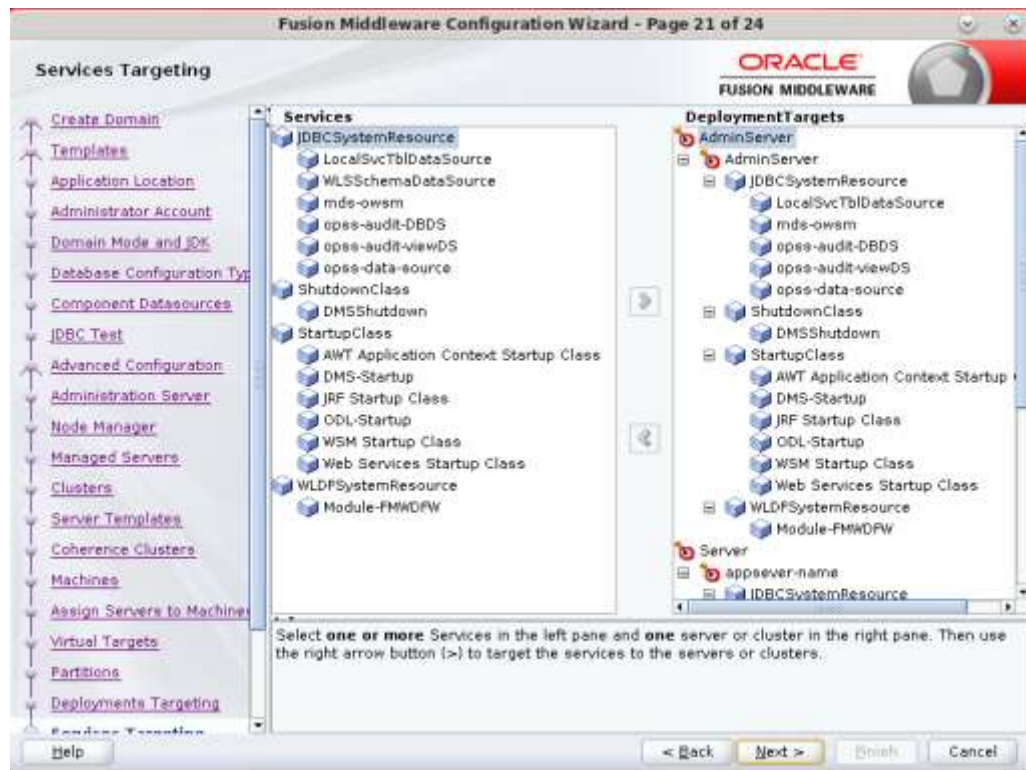 Fusion Middleware Configuration Wizard - Page 21 of 24
Services Targeting
ORACLE
FUSION MIDDLEWARE
Create Domain
Templates
Application Location
Administrator Account
Domain Mode and JDK
Database Configuration Typ
Component Datasources
JDBC Test
Advanced Configuration
Administration Server
Node Manager
Managed Servers
Clusters
Server Templates
Coherence Clusters
Machines
Assign Servers to Machines
Virtual Targets
Partitions
Deployments Targeting
Services Targeting
Services
JDBCSystemResource
LocalSvcTblDataSource
WLSSchemaDataSource
mds-owsm
opss-audit-DBDS
opss-audit-viewDS
opss-data-source
ShutdownClass
DMSShutdown
StartupClass
AWT Application Context Startup Class
DMS-Startup
JRF Startup Class
ODL-Startup
WSM Startup Class
Web Services Startup Class
WLDFSystemResource
Module-FMWDFW
DeploymentTargets
AdminServer
AdminServer
JDBCSystemResource
LocalSvcTblDataSource
mds-owsm
opss-audit-DBDS
opss-audit-viewDS
opss-data-source
ShutdownClass
DMSShutdown
StartupClass
AWT Application Context Startup
DMS-Startup
JRF Startup Class
ODL-Startup
WSM Startup Class
Web Services Startup Class
WLDFSystemResource
Module-FMWDFW
Server
appsever-name
JDBCSystemResource
Select one or more Services in the left pane and one server or cluster in the right pane. Then use
the right arrow button (>) to target the services to the servers or clusters.
Help
< Back
Next >
Finish
Cancel